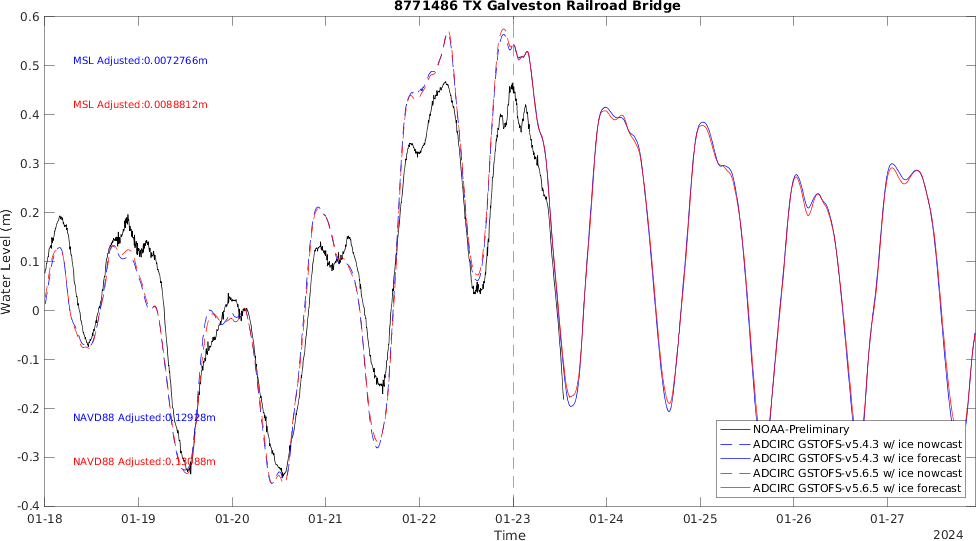 8771486 TX Galveston Railroad Bridge
0.6
0.5
0.4
0.3
0.2
0.1
0
-0.1
-0.2
-0.3
-0.4
Water Level (m)
MSL Adjusted:0.0072766m
MSL Adjusted:0.0088812m
NAVD88 Adjusted:0.12928m
NAVD88 Adjusted:0.13088m
NOAA-Preliminary
ADCIRC GSTOFS-v5.4.3 w/ ice nowcast
ADCIRC GSTOFS-v5.4.3 w/ ice forecast
ADCIRC GSTOFS-v5.6.5 w/ ice nowcast
ADCIRC GSTOFS-v5.6.5 w/ ice forecast
01-18 01-19 01-20 01-21 01-22 01-23 01-24 01-25 01-26 01-27
Time
2024